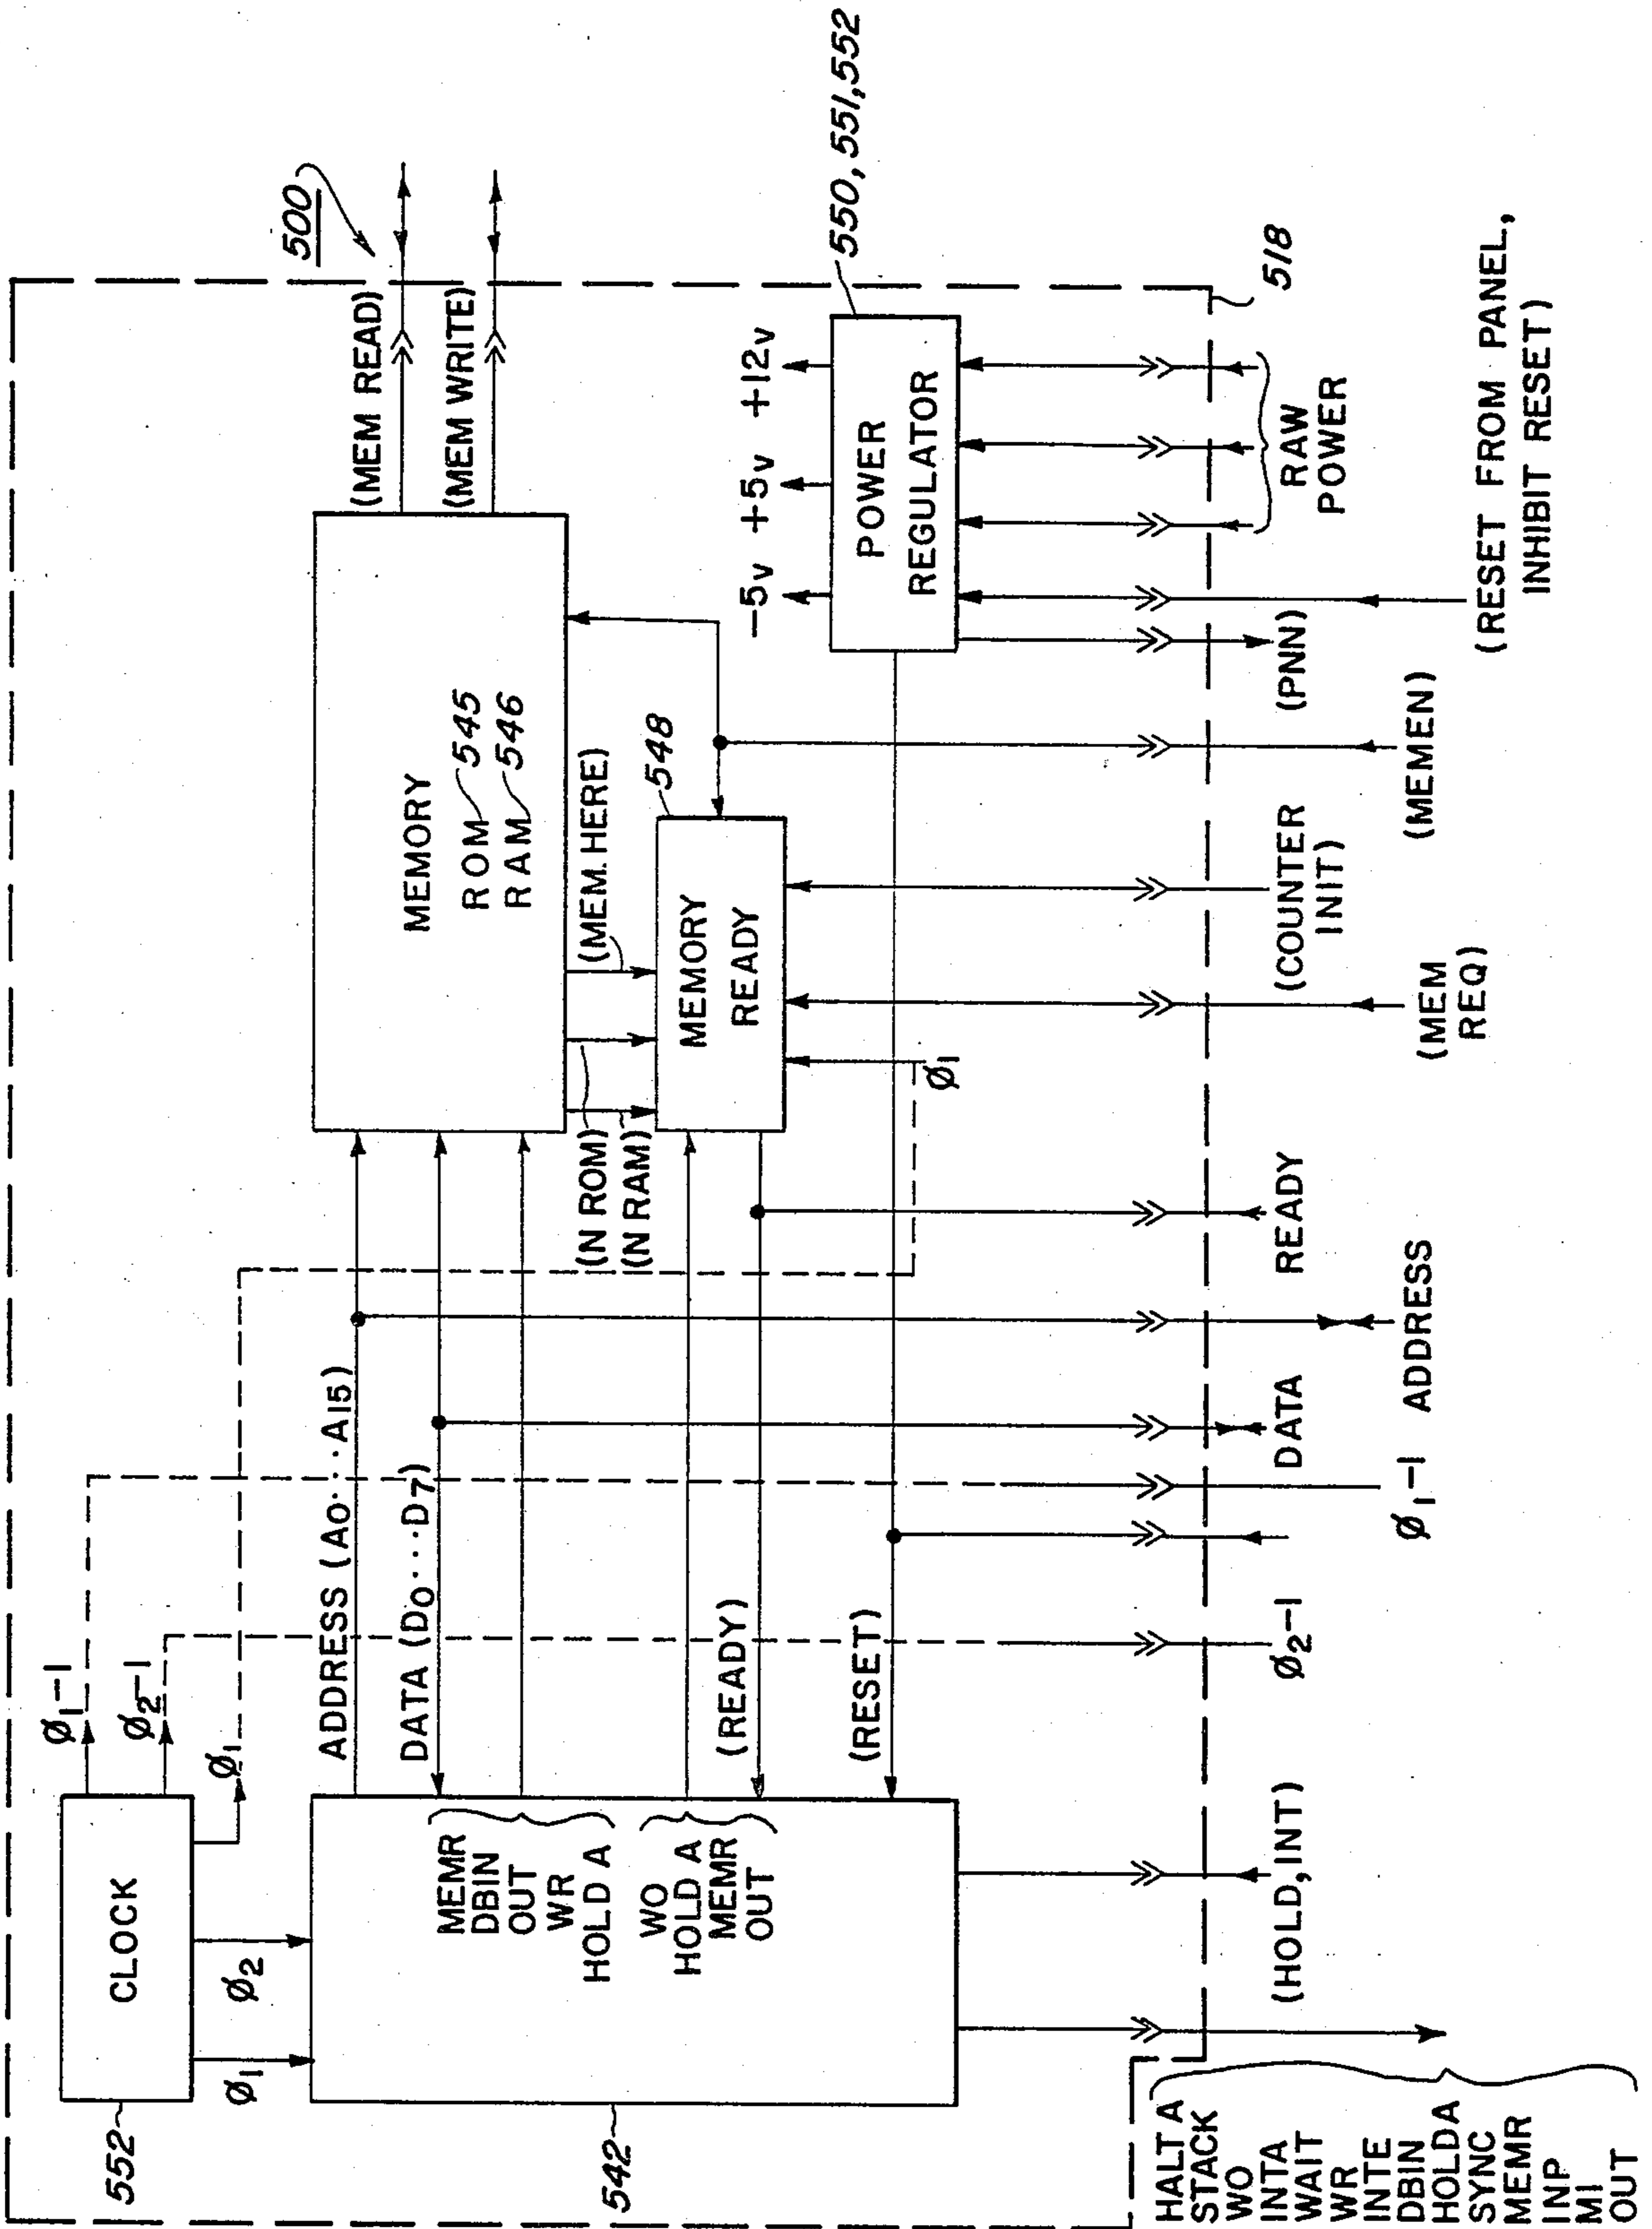 552
CLOCK
Ø1-1
Ø2-1
Ø1
Ø1
Ø2
542
MEMR
DBIN
OUT
WR
HOLD A
WO
HOLD A
MEMR
OUT
ADDRESS (A0···A15)
DATA (D0···D7)
(READY)
(RESET)
MEMORY
ROM 545
RAM 546
(N ROM)
(N RAM)
(MEM. HERE)
548
MEMORY
READY
Ø1
(MEM READ)
(MEM WRITE)
500
-5v +5v +12v
POWER
REGULATOR
550, 551, 552
518
HALT A
STACK
WO
INTA
WAIT
WR
INTE
DBIN
HOLDA
SYNC
MEMR
INP
MI
OUT
(HOLD, INT)
Ø2-1
Ø1-1
DATA
ADDRESS
READY
(MEM
REQ)
(COUNTER
INIT)
(MEMEN)
(PNN)
RAW
POWER
(RESET FROM PANEL,
INHIBIT RESET)